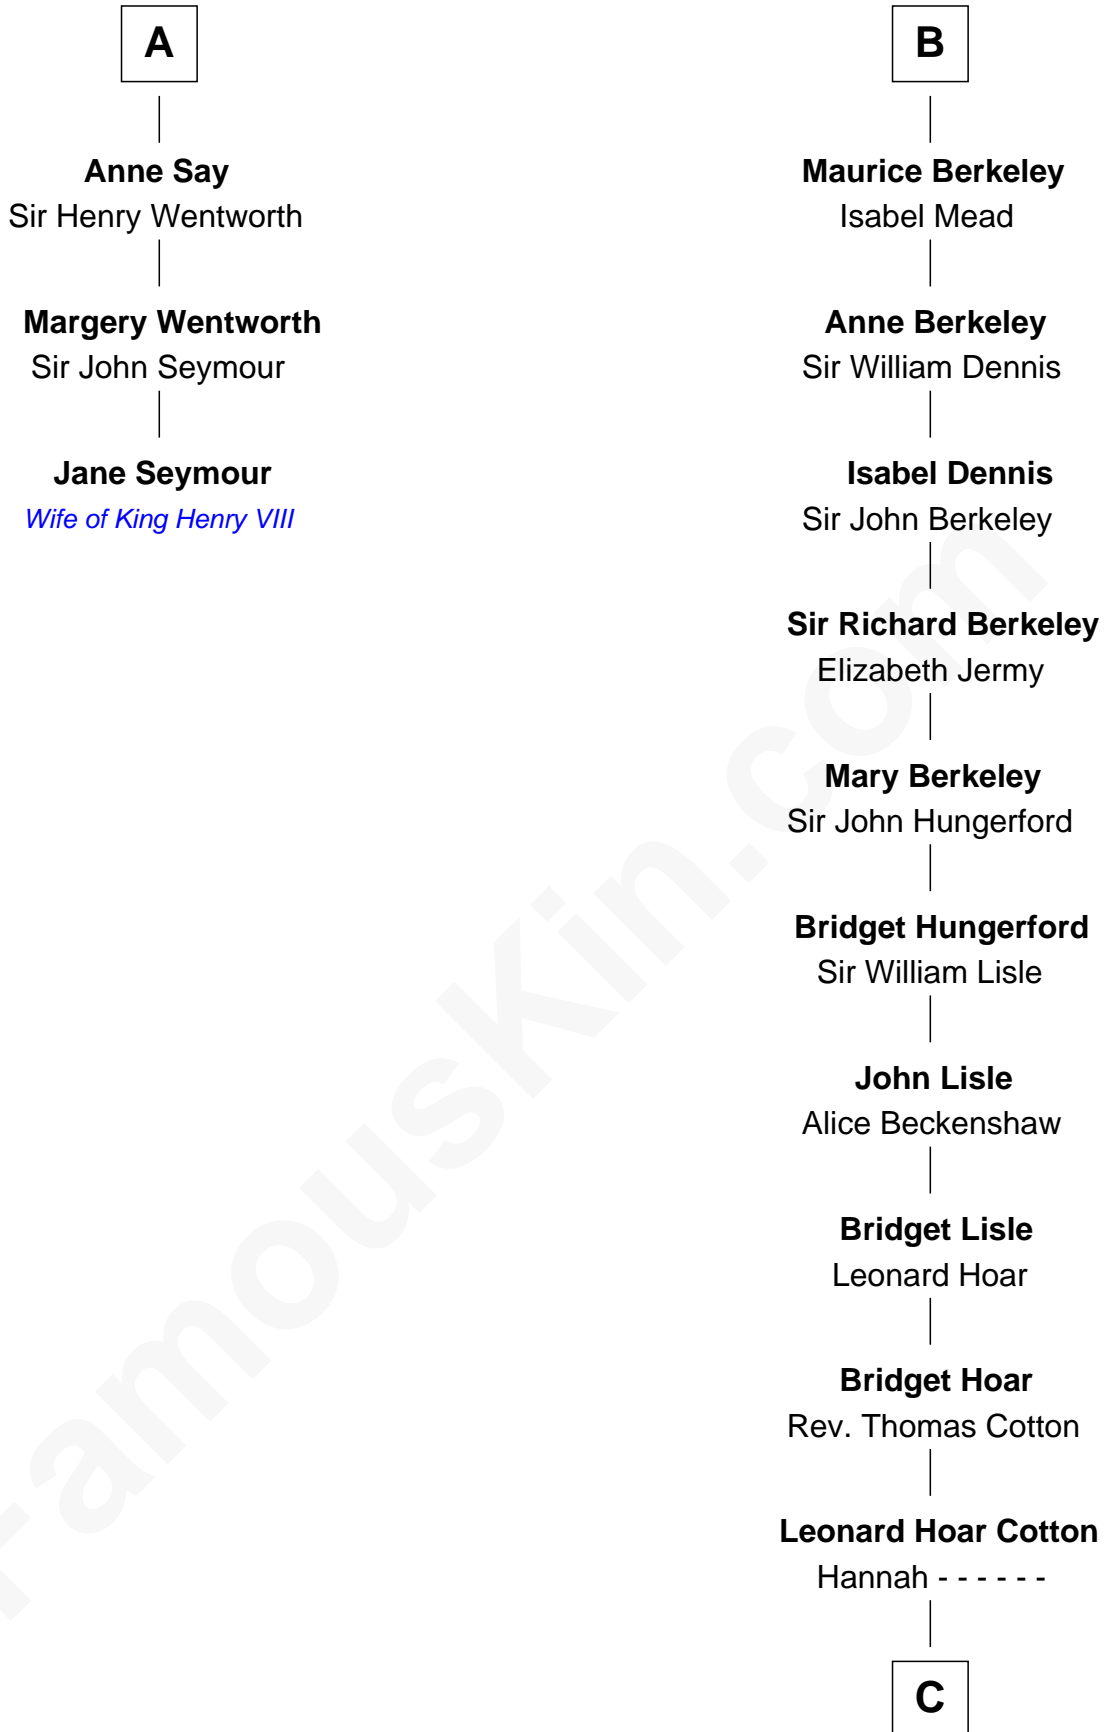 A
Anne Say
Sir Henry Wentworth
Margery Wentworth
Sir John Seymour
Jane Seymour
Wife of King Henry VIII
B
Maurice Berkeley
Isabel Mead
Anne Berkeley
Sir William Dennis
Isabel Dennis
Sir John Berkeley
Sir Richard Berkeley
Elizabeth Jermy
Mary Berkeley
Sir John Hungerford
Bridget Hungerford
Sir William Lisle
John Lisle
Alice Beckenshaw
Bridget Lisle
Leonard Hoar
Bridget Hoar
Rev. Thomas Cotton
Leonard Hoar Cotton
Hannah - - - - - -
C
FamousKin.com